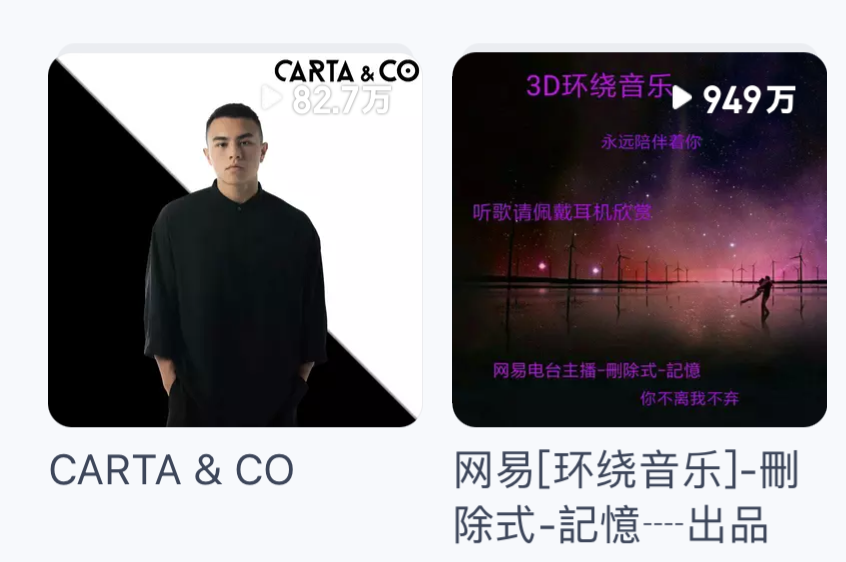 CARTA & CO
82.7万
CARTA & CO
3D环绕音乐
949万
永远陪伴着你
听歌请佩戴耳机欣赏
网易电台主播-刪除式-記憶
你不离我不弃
网易[环绕音乐]-刪
除式-記憶----出品